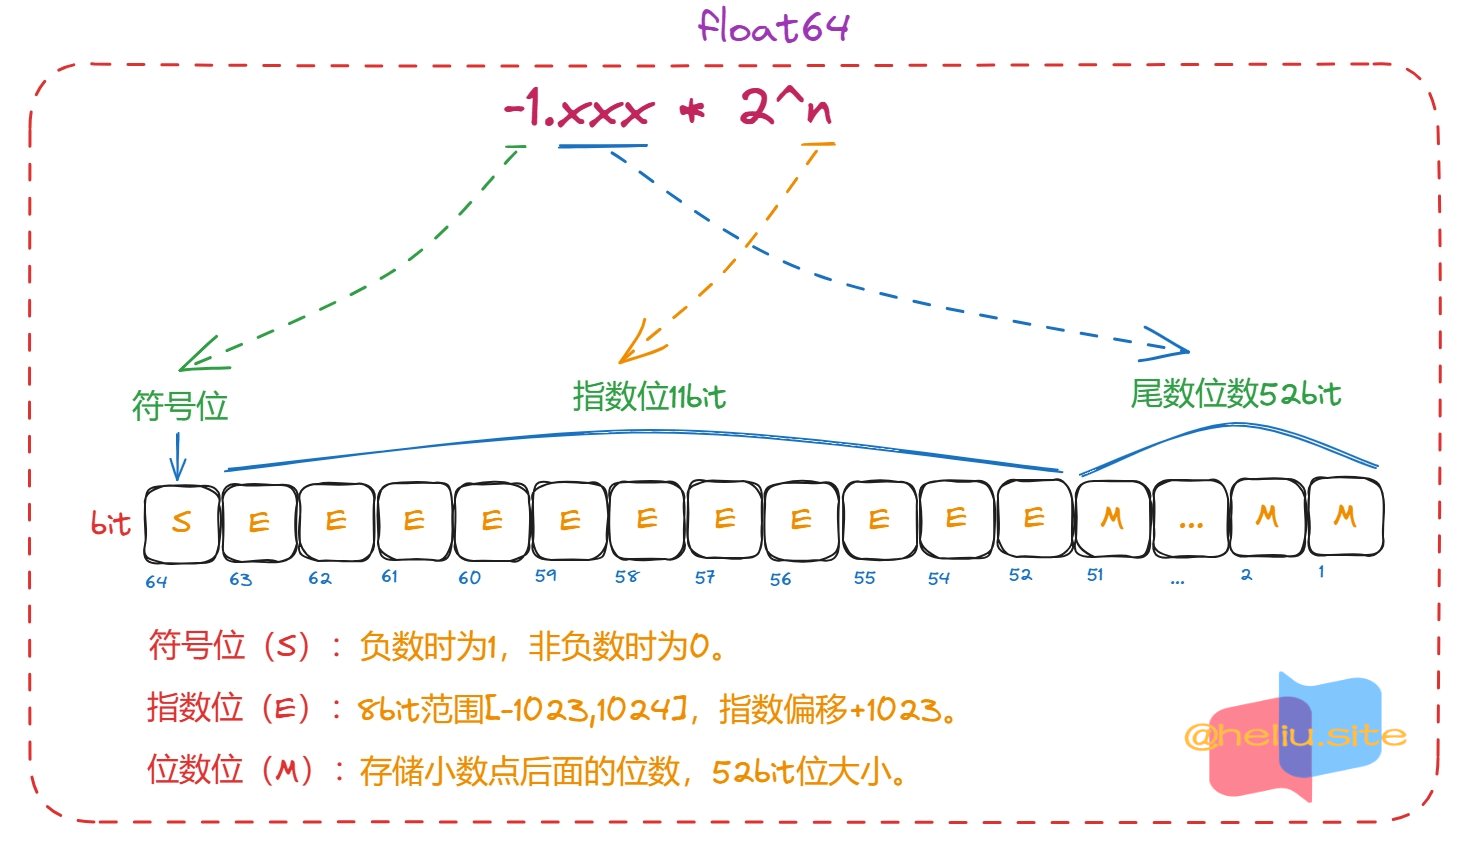 float64
-1.xxx * 2^n
符号位
指数位11bit
尾数位数52bit
bit
S E E E E E E E E E E E M ... M M
64 63 62 61 60 59 58 57 56 55 54 52 51 ... 2 1
符号位（S）：负数时为1，非负数时为0。
指数位（E）：8bit范围[-1023,1024]，指数偏移+1023。
位数位（M）：存储小数点后面的位数，52bit位大小。
@heliu.site